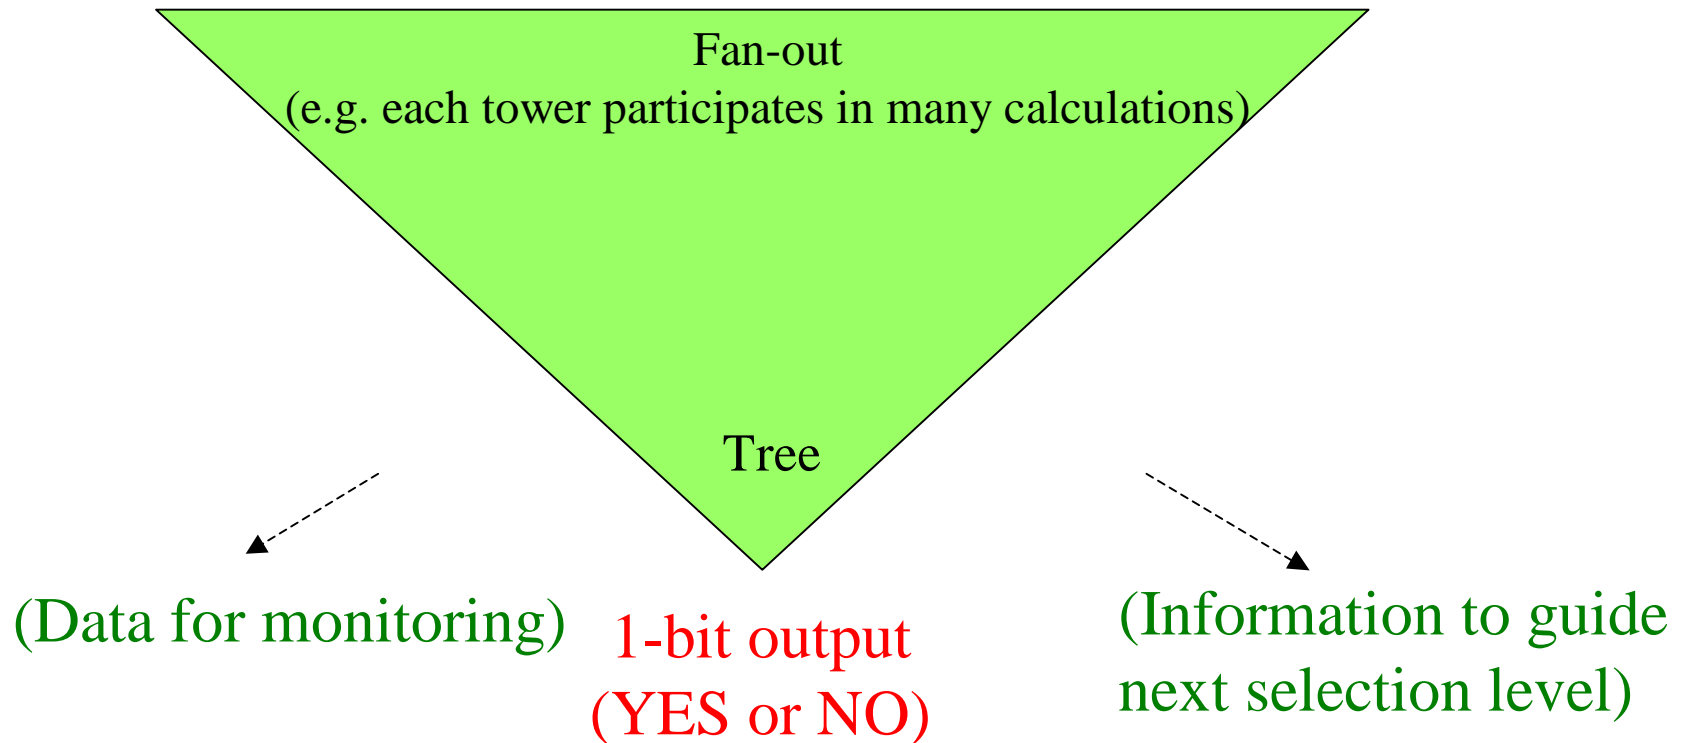 Fan-out
(e.g. each tower participates in many calculations)
Tree
(Data for monitoring)
1-bit output
(YES or NO)
(Information to guide
next selection level)